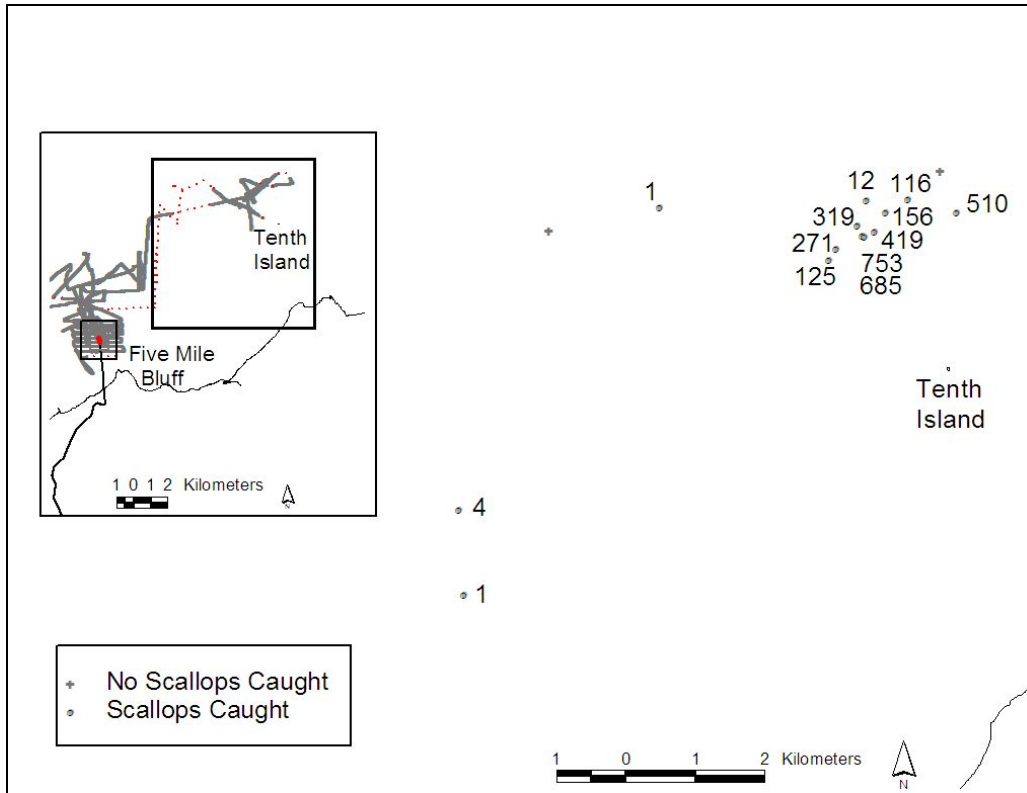 12
116
1
510
319
156
271
419
125
753
685
Tenth
Island
Five Mile
Bluff
Tenth
Island
1 0 1 2 Kilometers
N
4
1
No Scallops Caught
Scallops Caught
1 0 1 2 Kilometers
N